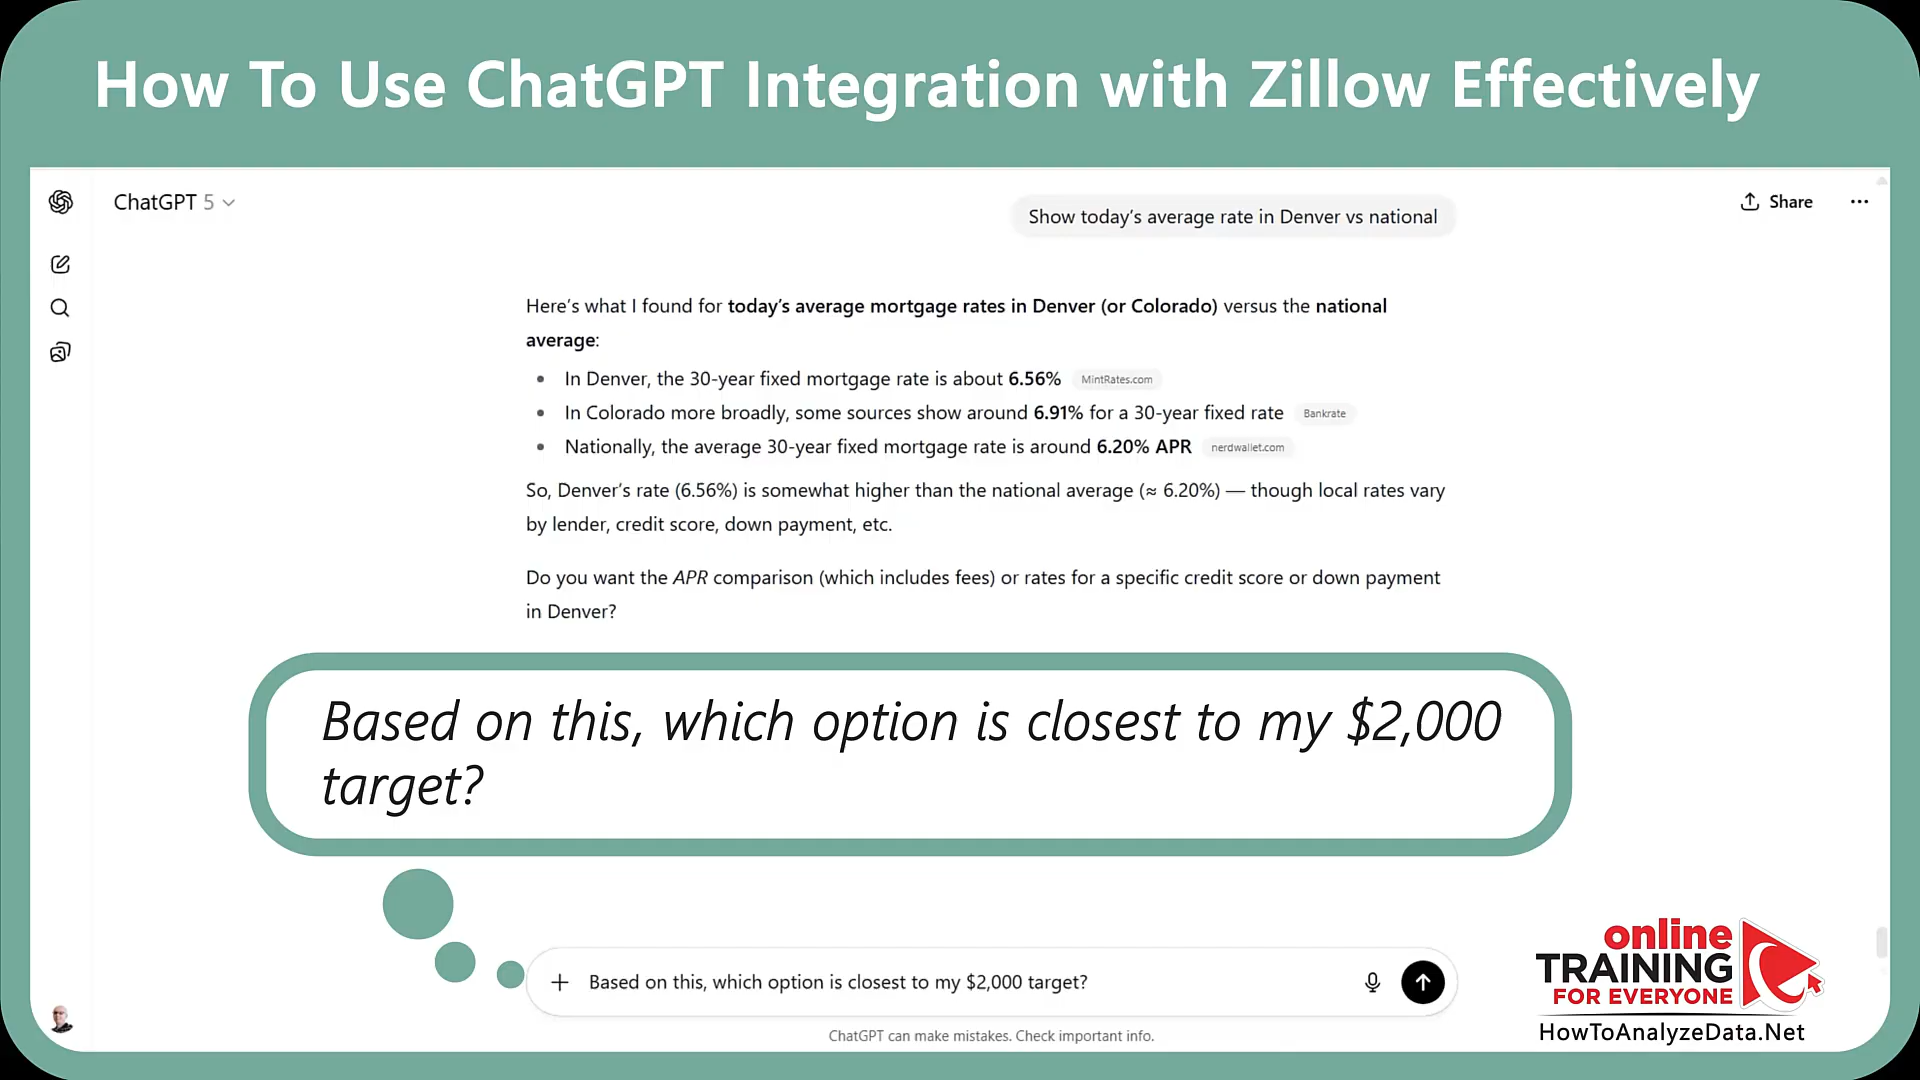 How To Use ChatGPT Integration with Zillow Effectively
ChatGPT 5
Share
Show today's average rate in Denver vs national
Here's what I found for today's average mortgage rates in Denver (or Colorado) versus the national
average:
• In Denver, the 30-year fixed mortgage rate is about 6.56% MintRates.com
• In Colorado more broadly, some sources show around 6.91% for a 30-year fixed rate Bankrate
• Nationally, the average 30-year fixed mortgage rate is around 6.20% APR nerdwallet.com
So, Denver's rate (6.56%) is somewhat higher than the national average (≈ 6.20%) — though local rates vary
by lender, credit score, down payment, etc.
Do you want the APR comparison (which includes fees) or rates for a specific credit score or down payment
in Denver?
Based on this, which option is closest to my $2,000
target?
Based on this, which option is closest to my $2,000 target?
ChatGPT can make mistakes. Check important info.
online
TRAINING
FOR EVERYONE
HowToAnalyzeData.Net